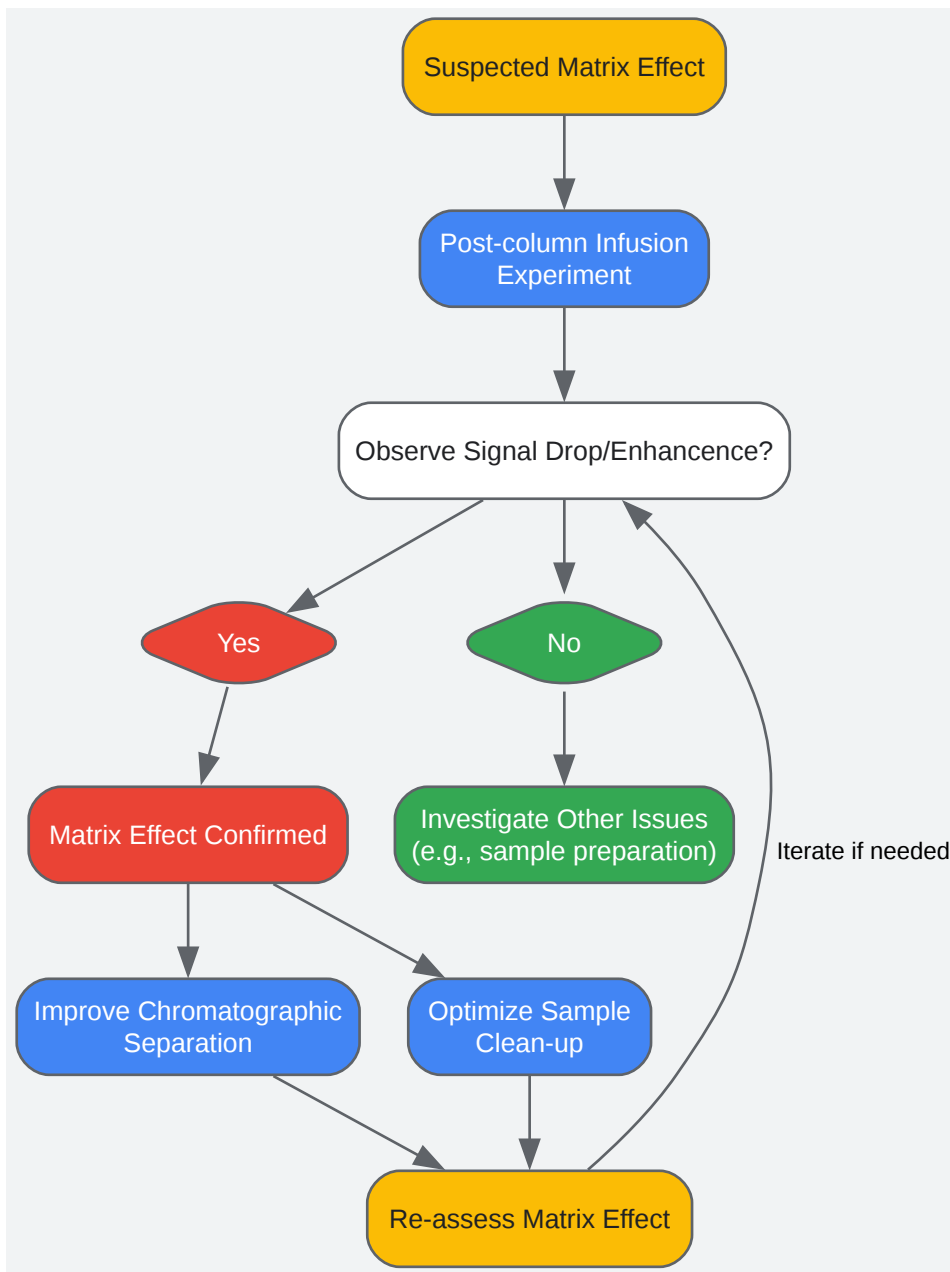 Suspected Matrix Effect
Post-column Infusion
Experiment
Observe Signal Drop/Enhancence?
Yes
No
Matrix Effect Confirmed
Investigate Other Issues
(e.g., sample preparation)
Iterate if needed
Improve Chromatographic
Separation
Optimize Sample
Clean-up
Re-assess Matrix Effect